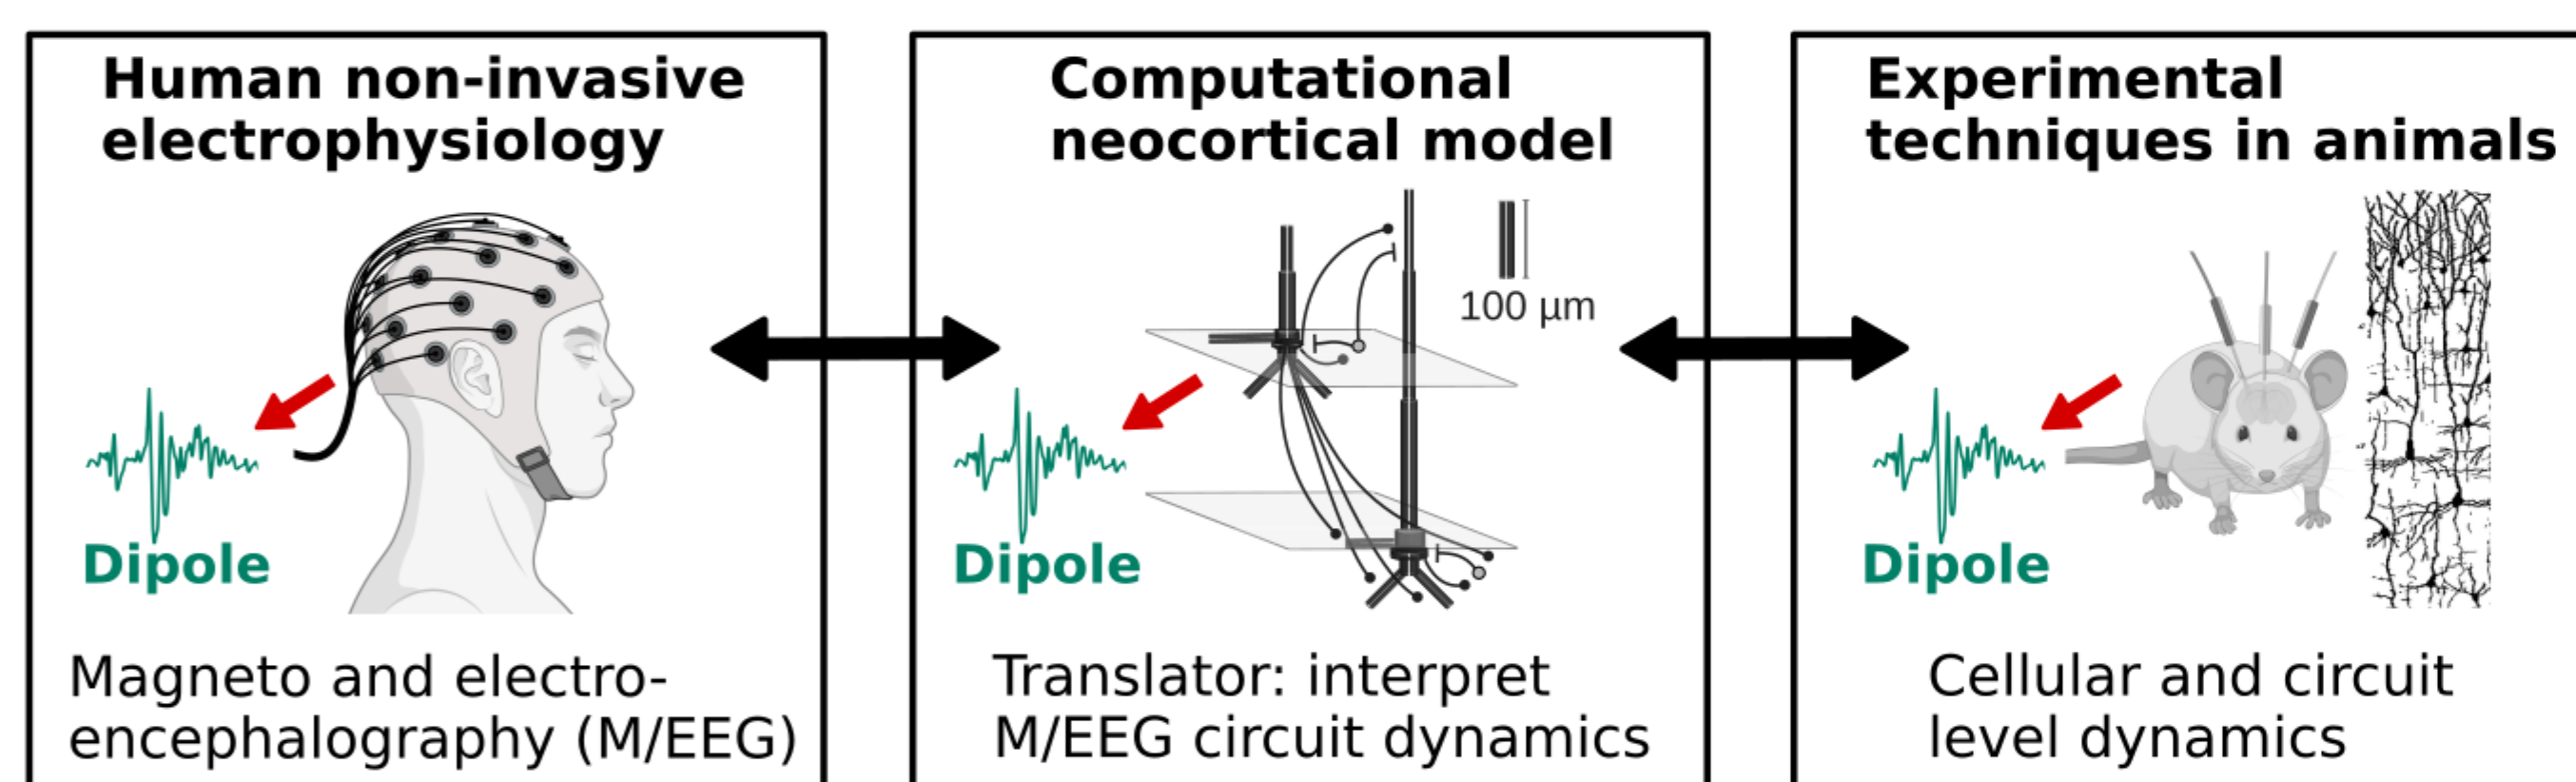 Human non-invasive
electrophysiology
Dipole
Magneto and electro-
encephalography (M/EEG)
Computational
neocortical model
100 µm
Dipole
Translator: interpret
M/EEG circuit dynamics
Experimental
techniques in animals
Dipole
Cellular and circuit
level dynamics